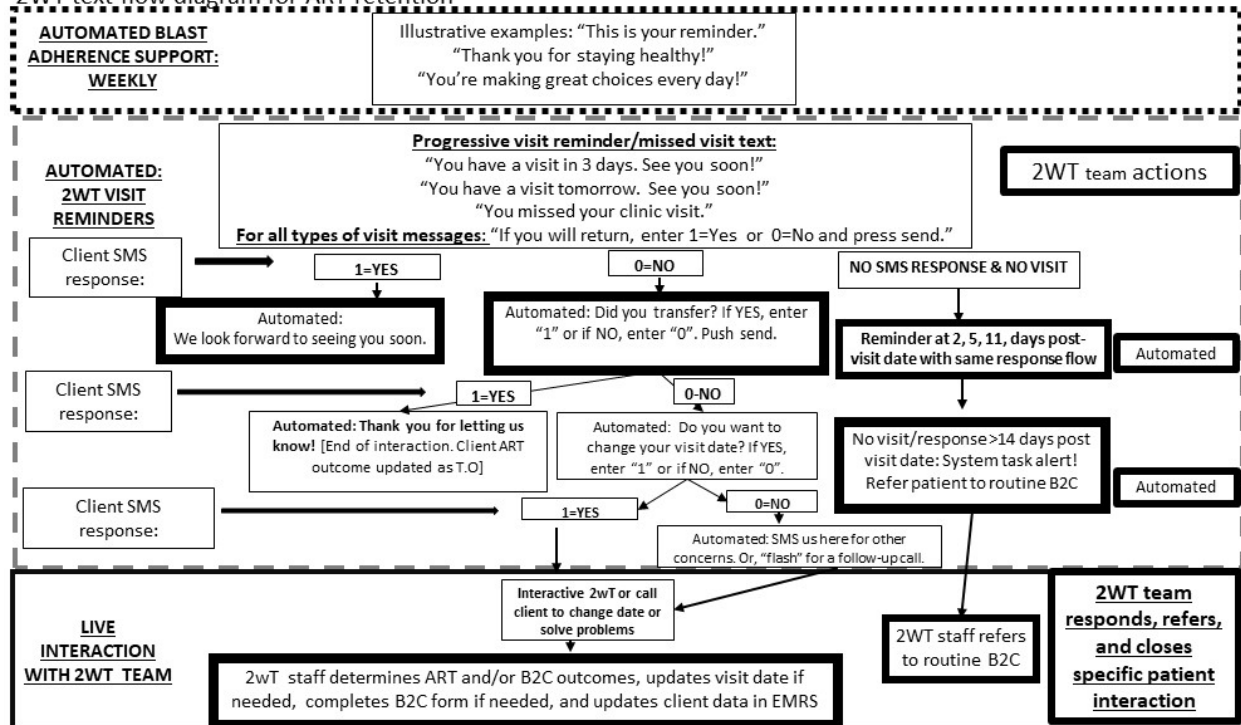 2WT text flow diagram for ART retention
AUTOMATED BLAST
ADHERENCE SUPPORT:
WEEKLY
Illustrative examples: “This is your reminder.”
“Thank you for staying healthy!”
“You’re making great choices every day!”
Progressive visit reminder/missed visit text:
“You have a visit in 3 days. See you soon!”
“You have a visit tomorrow. See you soon!”
“You missed your clinic visit.”
For all types of visit messages: “If you will return, enter 1=Yes or 0=No and press send.”
AUTOMATED:
2WT VISIT
REMINDERS
2WT team actions
Client SMS
response:
1=YES
0=NO
NO SMS RESPONSE & NO VISIT
Automated:
We look forward to seeing you soon.
Automated: Did you transfer? If YES, enter
“1” or if NO, enter “0”. Push send.
Reminder at 2, 5, 11, days post-
visit date with same response flow
Automated
Client SMS
response:
1=YES
0-NO
Automated: Thank you for letting us
know! [End of interaction. Client ART
outcome updated as T.O]
Automated: Do you want to
change your visit date? If YES,
enter “1” or if NO, enter “0”.
No visit/response >14 days post
visit date: System task alert!
Refer patient to routine B2C
Automated
Client SMS
response:
1=YES
0=NO
Automated: SMS us here for other
concerns. Or, “flash” for a follow-up call.
LIVE
INTERACTION
WITH 2WT TEAM
Interactive 2wT or call
client to change date or
solve problems
2WT staff refers
to routine B2C
2WT team
responds, refers,
and closes
specific patient
interaction
2wT staff determines ART and/or B2C outcomes, updates visit date if
needed, completes B2C form if needed, and updates client data in EMRS